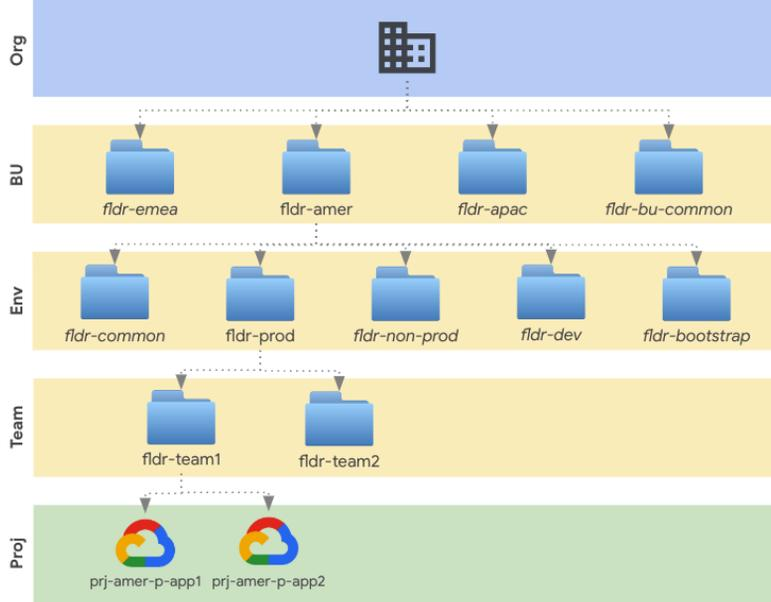 Org
BU
fldr-emea
fldr-amer
fldr-apac
fldr-bu-common
Env
fldr-common
fldr-prod
fldr-non-prod
fldr-dev
fldr-bootstrap
Team
fldr-team1
fldr-team2
Proj
prj-amer-p-app1
prj-amer-p-app2